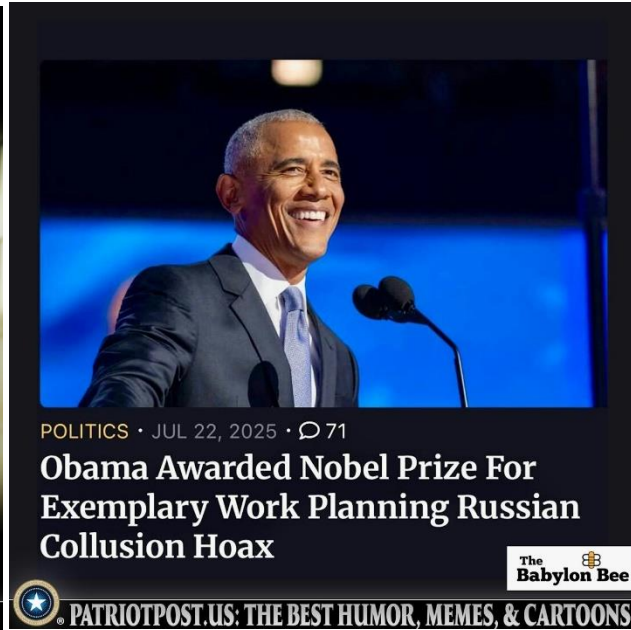 POLITICS · JUL 22, 2025 · 71
Obama Awarded Nobel Prize For
Exemplary Work Planning Russian
Collusion Hoax
The
Babylon Bee
® PATRIOTPOST.US: THE BEST HUMOR, MEMES, & CARTOONS